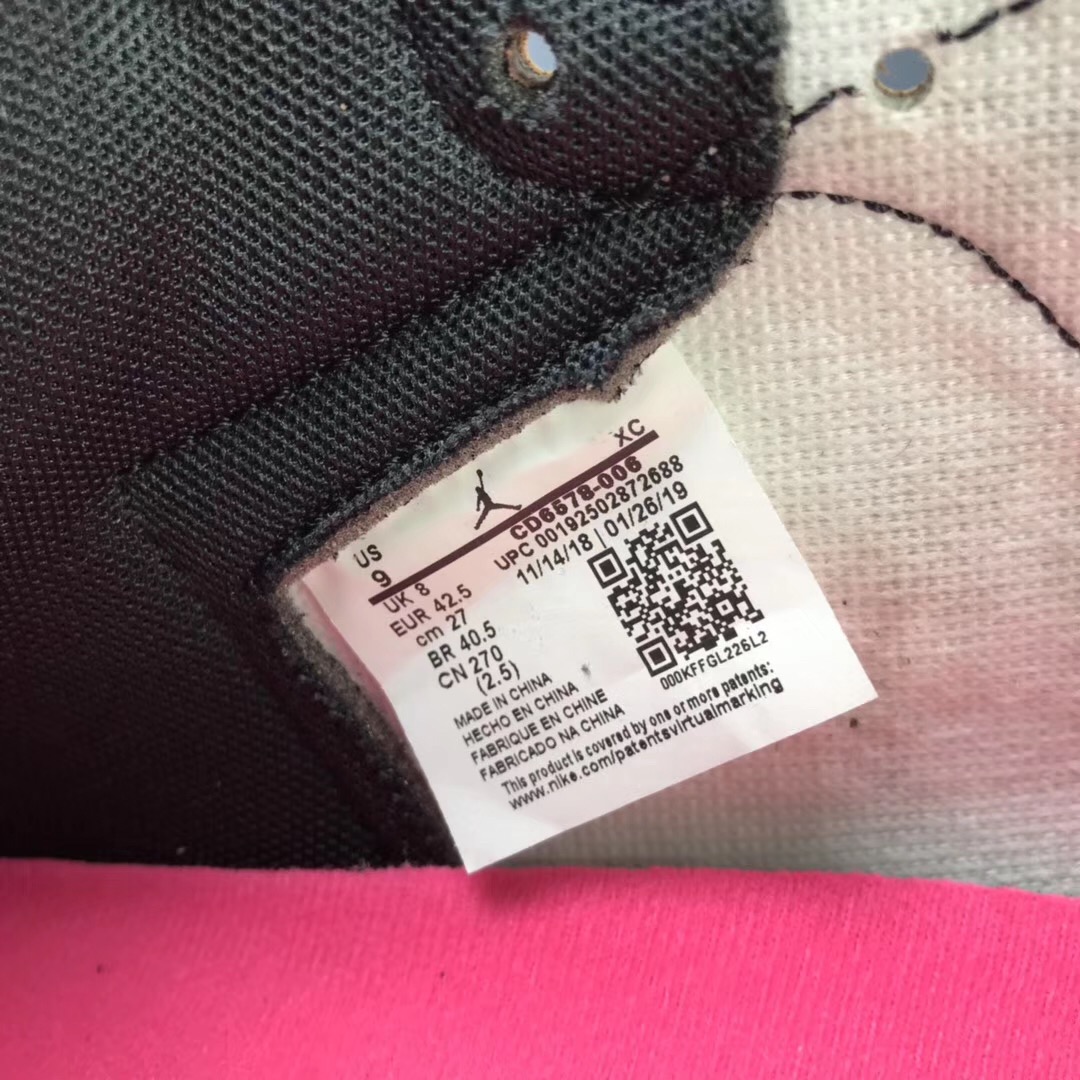 XC
US
9
UK 8
EUR 42.5
cm 27
BR 40.5
CN 270
(2.5)
CD6578-006
UPC 00192502872688
11/14/18 | 01/26/19
000KFFGL226L2
MADE IN CHINA
HECHO EN CHINA
FABRIQUE EN CHINE
FABRICADO NA CHINA
This product is covered by one or more patents:
www.nike.com/patentsvirtualmarking